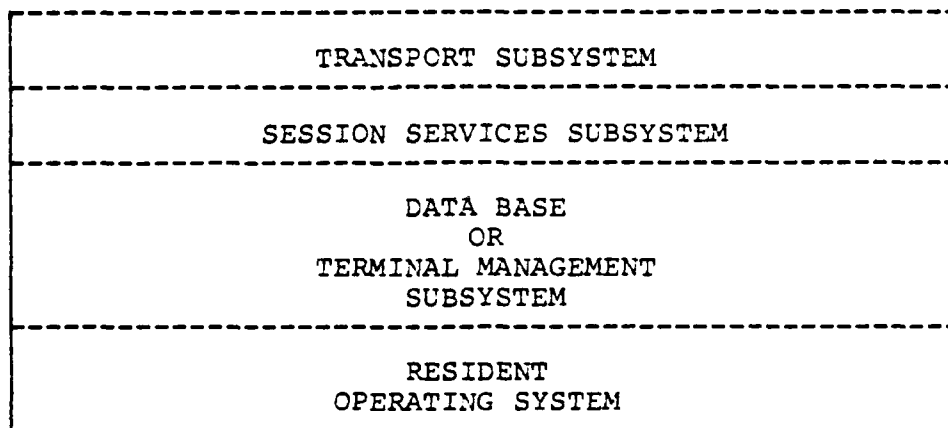 TRANSPORT SUBSYSTEM
SESSION SERVICES SUBSYSTEM
DATA BASE
OR
TERMINAL MANAGEMENT
SUBSYSTEM
RESIDENT
OPERATING SYSTEM